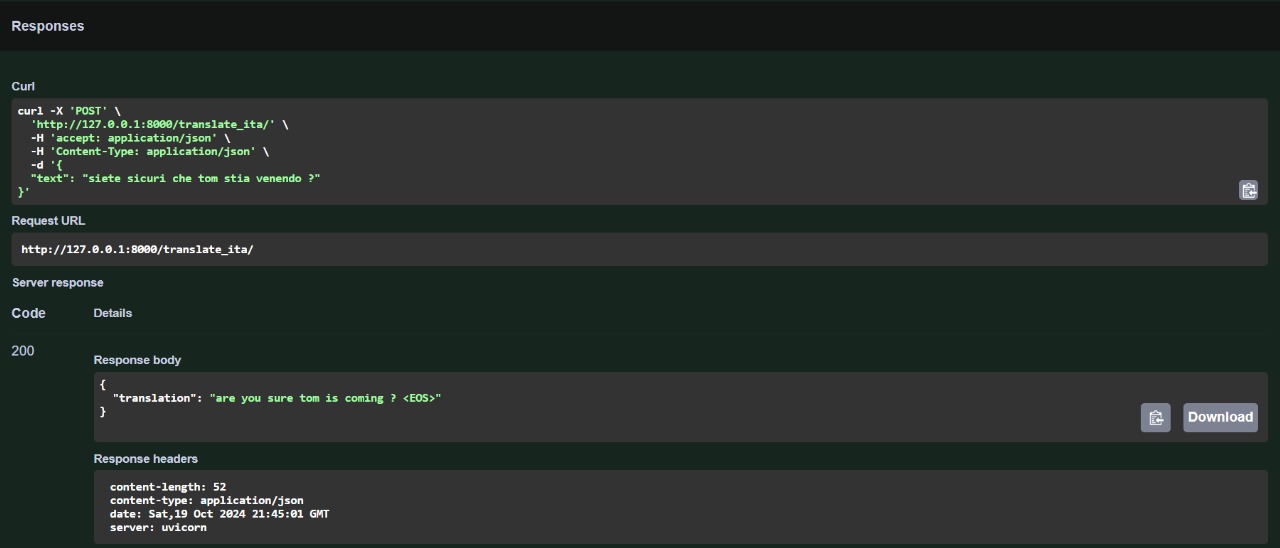 Responses
Curl
curl -X 'POST' \
'http://127.0.0.1:8000/translate_ita/' \
-H 'accept: application/json' \
-H 'Content-Type: application/json' \
-d '{
"text": "siete sicuri che tom stia venendo ?"
}'
Request URL
http://127.0.0.1:8000/translate_ita/
Server response
Code Details
200
Response body
{
"translation": "are you sure tom is coming ? <EOS>"
}
Download
Response headers
content-length: 52
content-type: application/json
date: Sat,19 Oct 2024 21:45:01 GMT
server: uvicorn